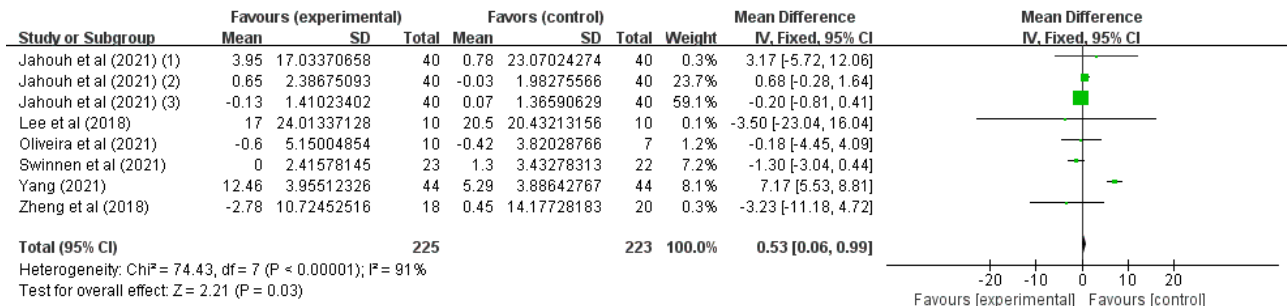 Favours (experimental) Favors (control) Mean Difference Mean Difference
Study or Subgroup Mean SD Total Mean SD Total Weight IV, Fixed, 95% CI IV, Fixed, 95% CI
Jahouh et al (2021) (1) 3.95 17.03370658 40 0.78 23.07024274 40 0.3% 3.17 [-5.72, 12.06]
Jahouh et al (2021) (2) 0.65 2.38675093 40 -0.03 1.98275566 40 23.7% 0.68 [-0.28, 1.64]
Jahouh et al (2021) (3) -0.13 1.41023402 40 0.07 1.36590629 40 59.1% -0.20 [-0.81, 0.41]
Lee et al (2018) 17 24.01337128 10 20.5 20.43213156 10 0.1% -3.50 [-23.04, 16.04]
Oliveira et al (2021) -0.6 5.15004854 10 -0.42 3.82028766 7 1.2% -0.18 [-4.45, 4.09]
Swinnen et al (2021) 0 2.41578145 23 1.3 3.43278313 22 7.2% -1.30 [-3.04, 0.44]
Yang (2021) 12.46 3.95512326 44 5.29 3.88642767 44 8.1% 7.17 [5.53, 8.81]
Zheng et al (2018) -2.78 10.72452516 18 0.45 14.17728183 20 0.3% -3.23 [-11.18, 4.72]
Total (95% CI) 225 223 100.0% 0.53 [0.06, 0.99]
Heterogeneity: Chi² = 74.43, df = 7 (P < 0.00001); I² = 91%
Test for overall effect: Z = 2.21 (P = 0.03)
-20 -10 0 10 20
Favours [experimental] Favours [control]